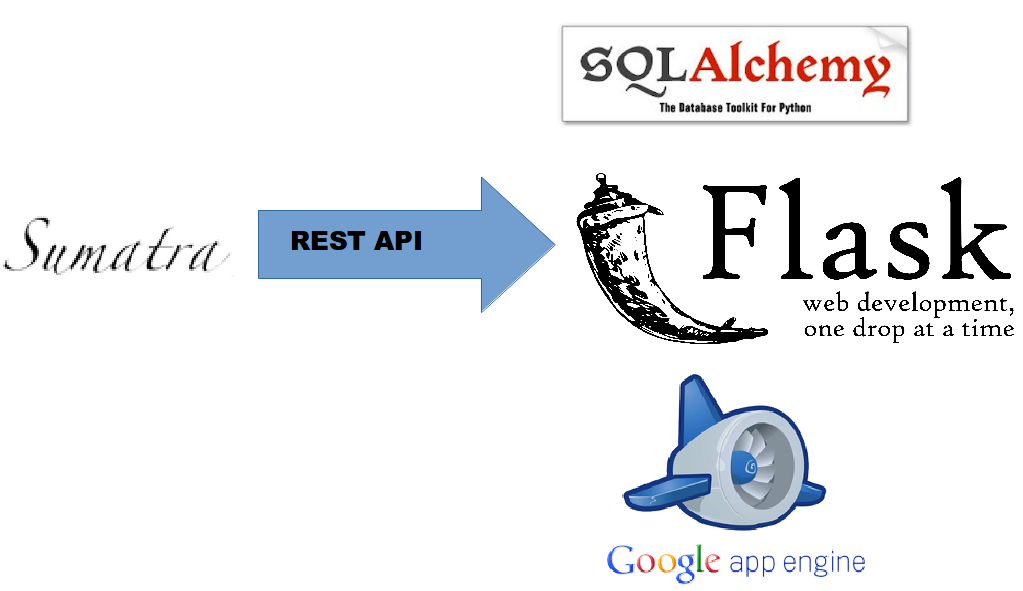 SQLAlchemy
The Database Toolkit For Python
Sumatra
REST API
Flask
web development,
one drop at a time
Google app engine